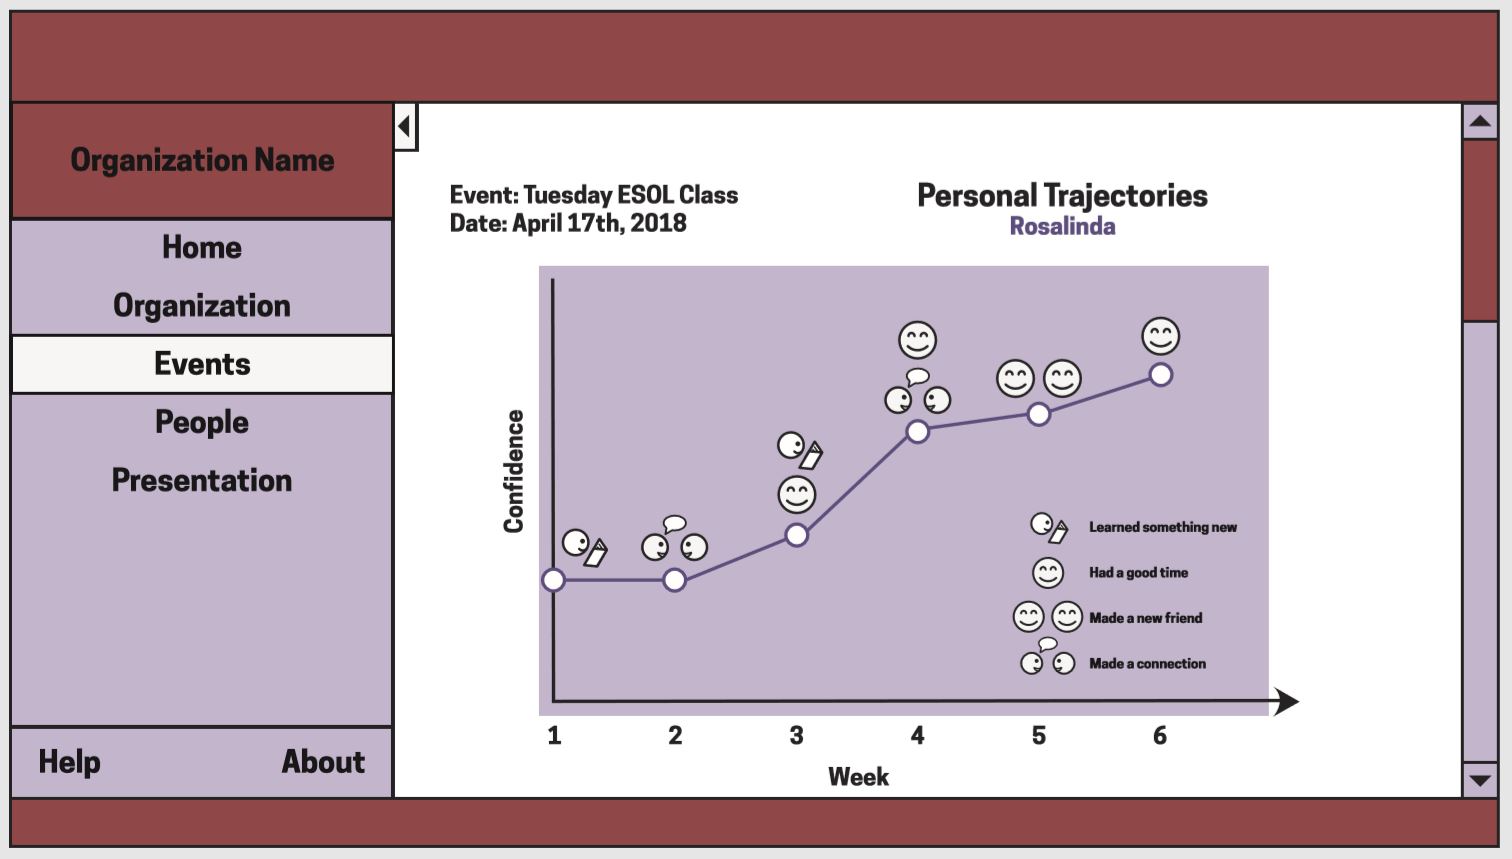 Organization Name
Home
Organization
Events
People
Presentation
Help
About
Event: Tuesday ESOL Class
Date: April 17th, 2018
Personal Trajectories
Rosalinda
Confidence
Learned something new
Had a good time
Made a new friend
Made a connection
1 2 3 4 5 6
Week